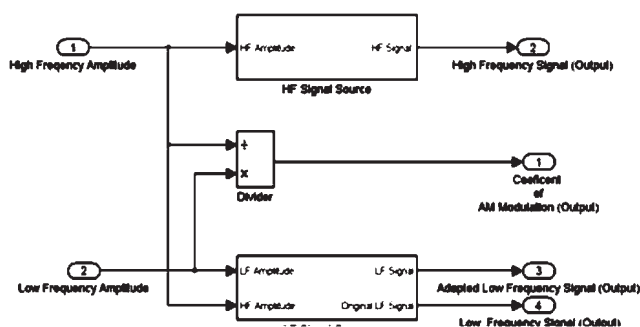 1
High Freqency Amplitude
HF Amplitude
HF Signal
HF Signal Source
2
High Frequency Signal (Output)
÷
×
Divider
1
Coeficent
of
AM Modulation (Output)
2
Low Frequency Amplitude
LF Amplitude
HF Amplitude
LF Signal
Original LF Signal
3
Adapted Low Frequency Signal (Output)
4
Low Frequency Signal (Output)